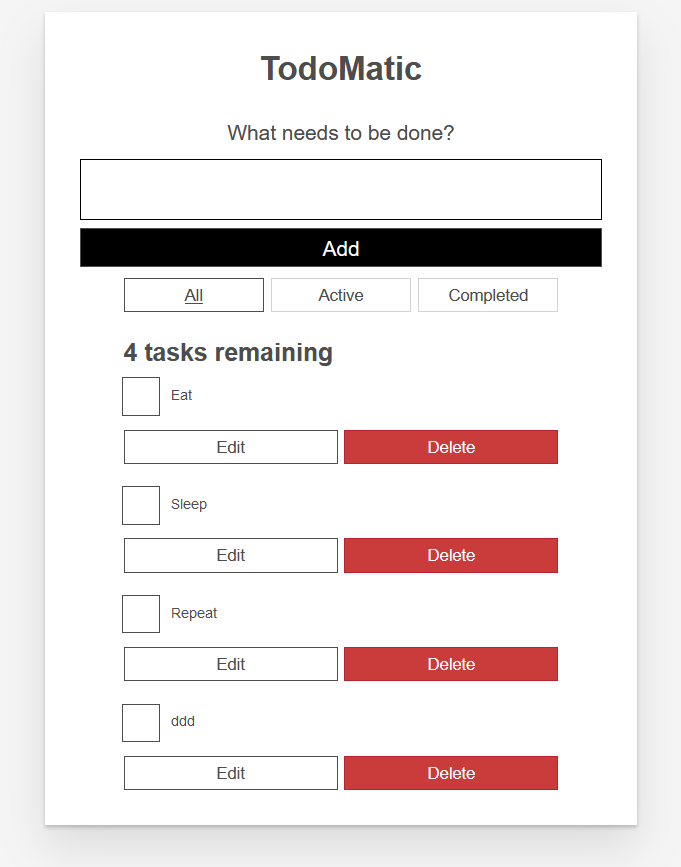 TodoMatic
What needs to be done?
Add
All Active Completed
4 tasks remaining
Eat
Edit Delete
Sleep
Edit Delete
Repeat
Edit Delete
ddd
Edit Delete